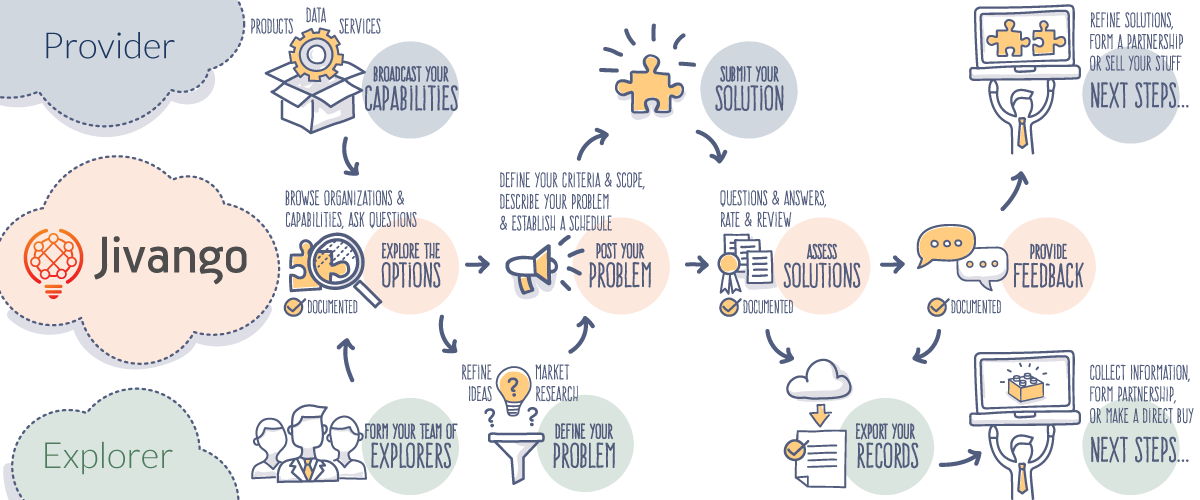 Provider
PRODUCTS
DATA
SERVICES
BROADCAST YOUR
CAPABILITIES
SUBMIT YOUR
SOLUTION
REFINE SOLUTIONS,
FORM A PARTNERSHIP
OR SELL YOUR STUFF
NEXT STEPS...
Jivango
BROWSE ORGANIZATIONS &
CAPABILITIES, ASK QUESTIONS
EXPLORE THE
OPTIONS
DOCUMENTED
DEFINE YOUR CRITERIA & SCOPE,
DESCRIBE YOUR PROBLEM
& ESTABLISH A SCHEDULE
POST YOUR
PROBLEM
QUESTIONS & ANSWERS,
RATE & REVIEW
ASSESS
SOLUTIONS
DOCUMENTED
PROVIDE
FEEDBACK
DOCUMENTED
Explorer
FORM YOUR TEAM OF
EXPLORERS
REFINE
IDEAS
MARKET
RESEARCH
?
?
?
DEFINE YOUR
PROBLEM
EXPORT YOUR
RECORDS
COLLECT INFORMATION,
FORM PARTNERSHIP,
OR MAKE A DIRECT BUY
NEXT STEPS...